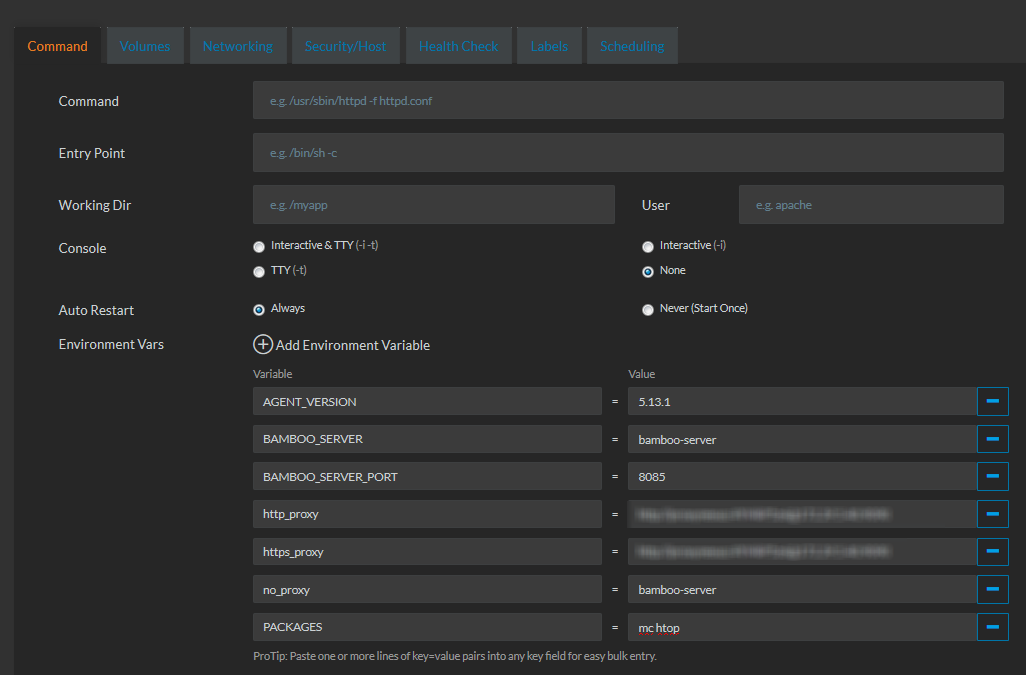 Command Volumes Networking Security/Host Health Check Labels Scheduling
Command e.g. /usr/sbin/httpd -f httpd.conf
Entry Point e.g. /bin/sh -c
Working Dir e.g. /myapp User e.g. apache
Console Interactive & TTY (-i -t) Interactive (-i)
TTY (-t) None
Auto Restart Always Never (Start Once)
Environment Vars Add Environment Variable
Variable Value
AGENT_VERSION = 5.13.1
BAMBOO_SERVER = bamboo-server
BAMBOO_SERVER_PORT = 8085
http_proxy =
https_proxy =
no_proxy = bamboo-server
PACKAGES = mc htop
ProTip: Paste one or more lines of key=value pairs into any key field for easy bulk entry.